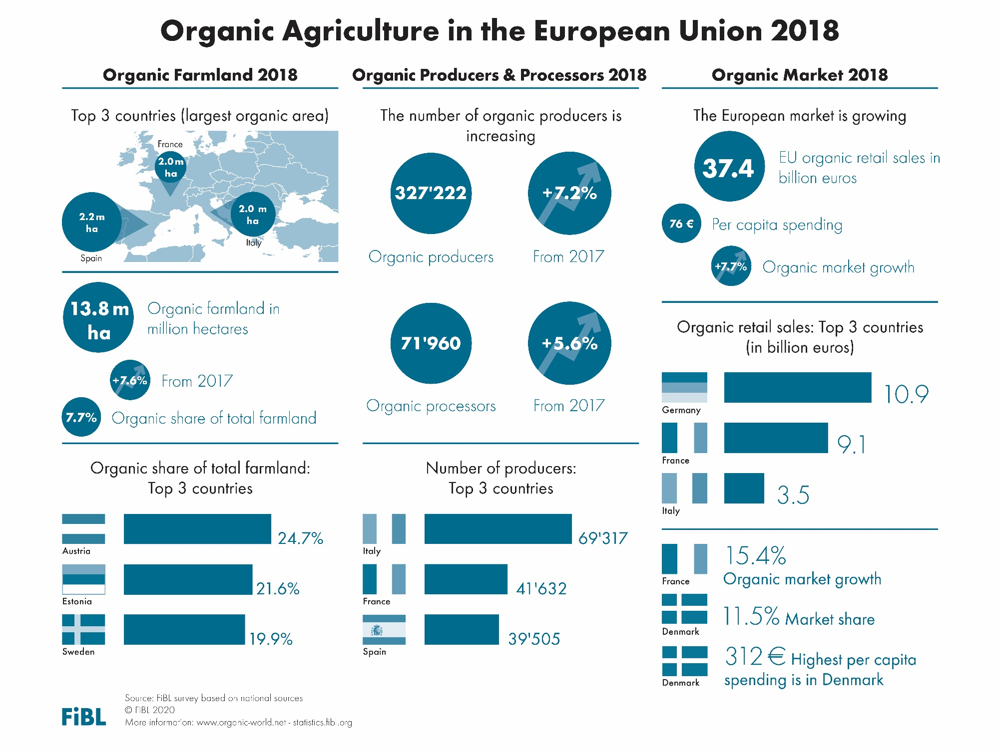 Organic Agriculture in the European Union 2018
Organic Farmland 2018
Top 3 countries (largest organic area)
France
2.0 m
ha
2.2 m
ha
Spain
2.0 m
ha
Italy
13.8 m
ha
Organic farmland in
million hectares
+7.6%
From 2017
7.7%
Organic share of total farmland
Organic share of total farmland:
Top 3 countries
24.7%
Austria
21.6%
Estonia
19.9%
Sweden
Organic Producers & Processors 2018
The number of organic producers is
increasing
327'222
+7.2%
Organic producers
From 2017
71'960
+5.6%
Organic processors
From 2017
Number of producers:
Top 3 countries
69'317
Italy
41'632
France
39'505
Spain
Organic Market 2018
The European market is growing
37.4
EU organic retail sales in
billion euros
76 €
Per capita spending
+7.7%
Organic market growth
Organic retail sales: Top 3 countries
(in billion euros)
10.9
Germany
9.1
France
3.5
Italy
15.4%
Organic market growth
France
11.5% Market share
Denmark
312 € Highest per capita
spending is in Denmark
Denmark
FiBL
Source: FiBL survey based on national sources
© FiBL 2020
More information: www.organic-world.net - statistics.fibl.org